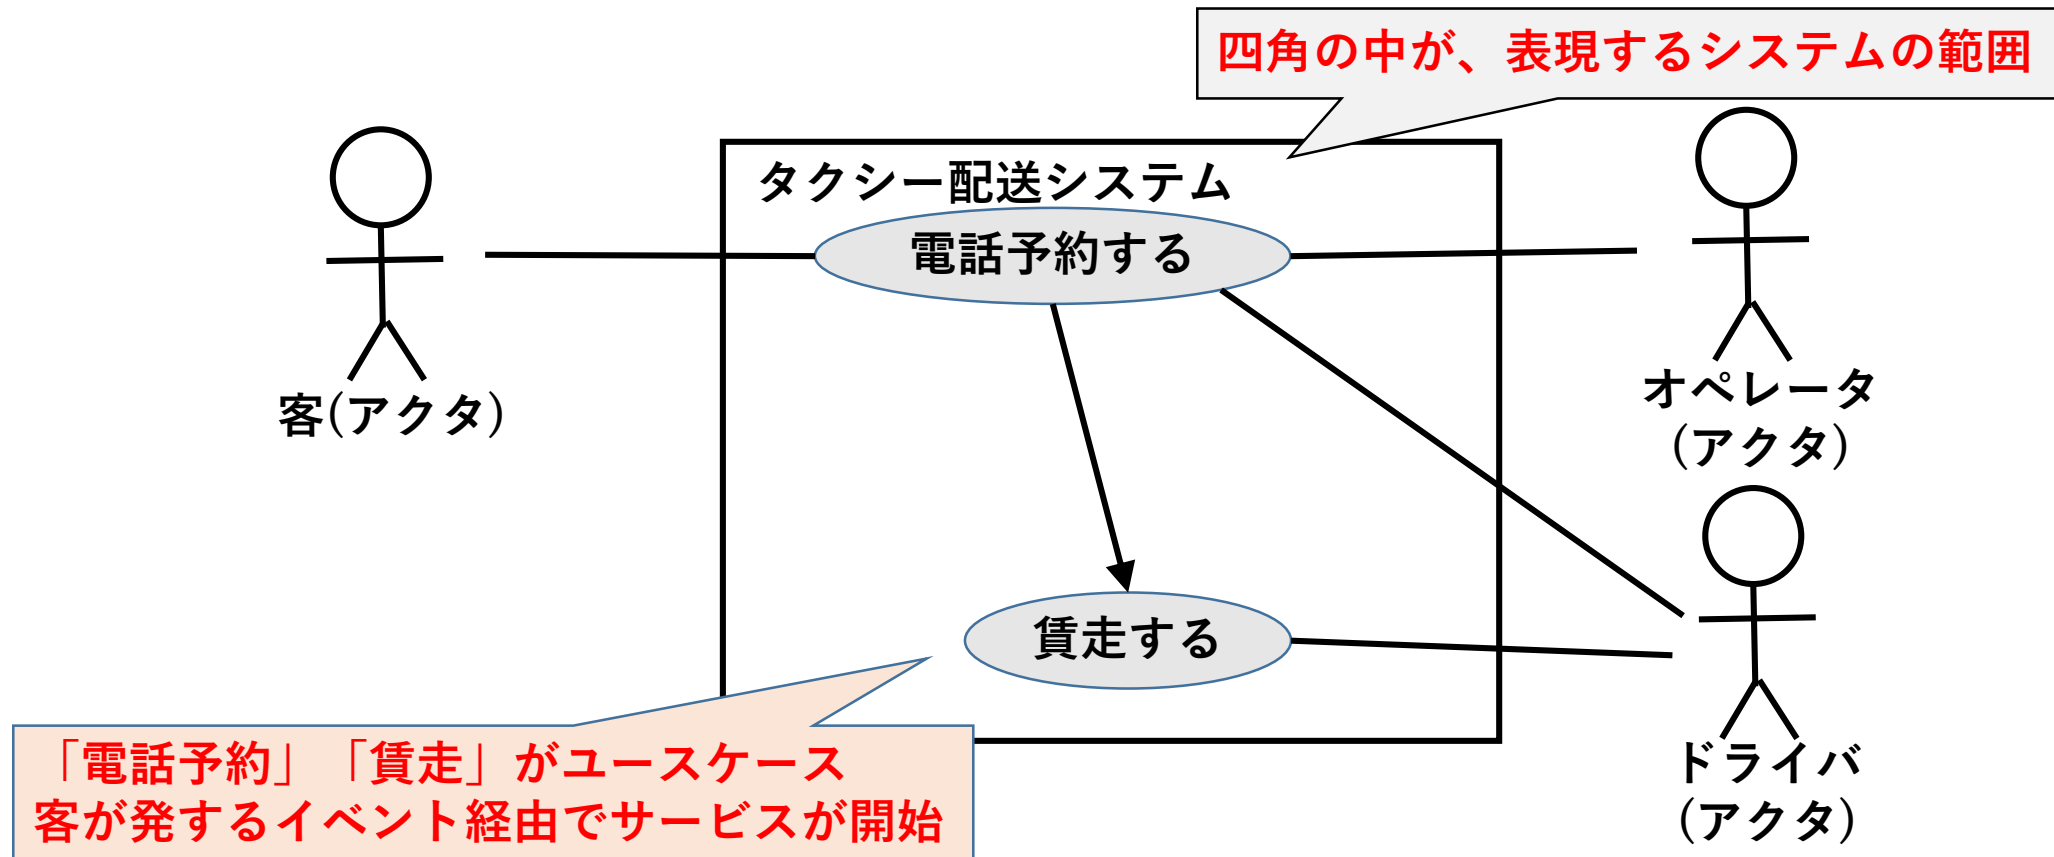 四角の中が、表現するシステムの範囲
タクシー配送システム
電話予約する
客(アクタ)
オペレータ
(アクタ)
賃走する
「電話予約」「賃走」がユースケース
客が発するイベント経由でサービスが開始
ドライバ
(アクタ)